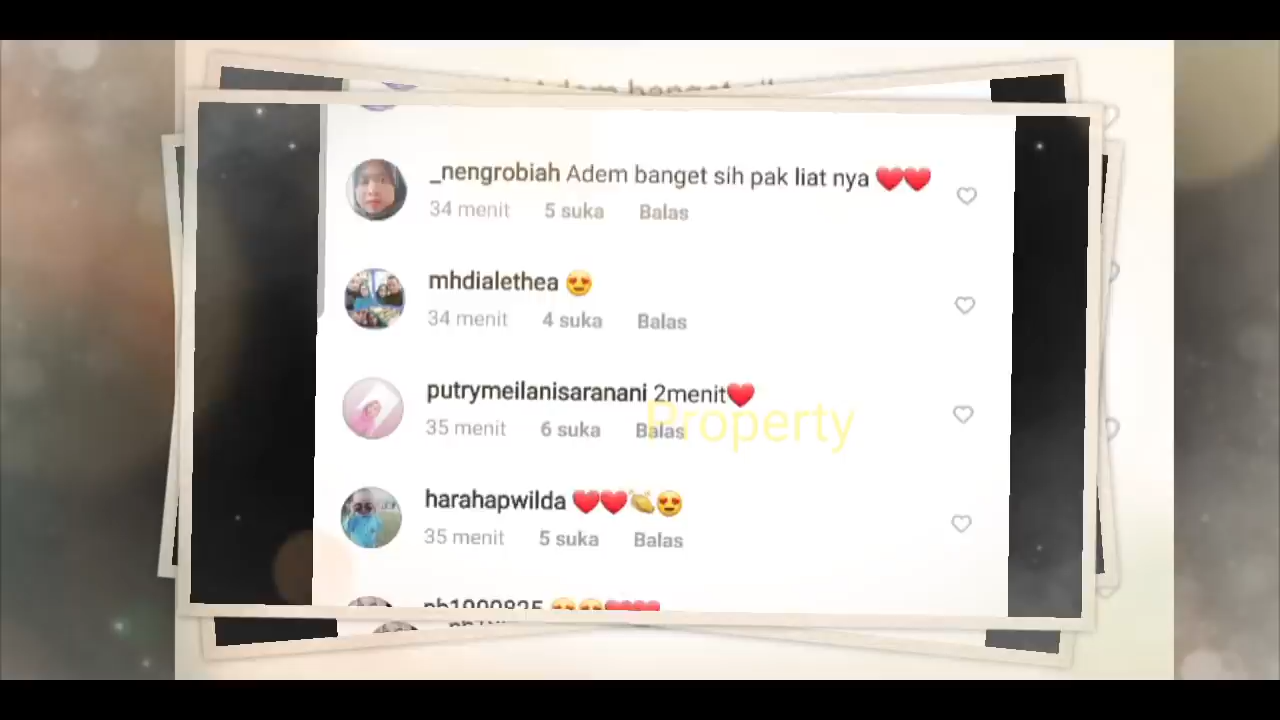 _nengrobiah Adem banget sih pak liat nya ❤️❤️
34 menit 5 suka Balas
mhdialethea 😍
34 menit 4 suka Balas
putrymeilanisaranani 2menit❤️
35 menit 6 suka Balas
Property
harahapwilda ❤️❤️👏😍
35 menit 5 suka Balas